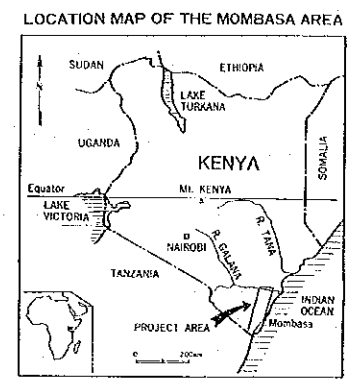 LOCATION MAP OF THE MOMBASA AREA
SUDAN
ETHIOPIA
LAKE
TURKANA
UGANDA
SOMALIA
KENYA
Equator
Mt. KENYA
LAKE
VICTORIA
R. TANA
NAIROBI
R. GALANA
TANZANIA
INDIAN
OCEAN
PROJECT AREA
Mombasa
0 200km